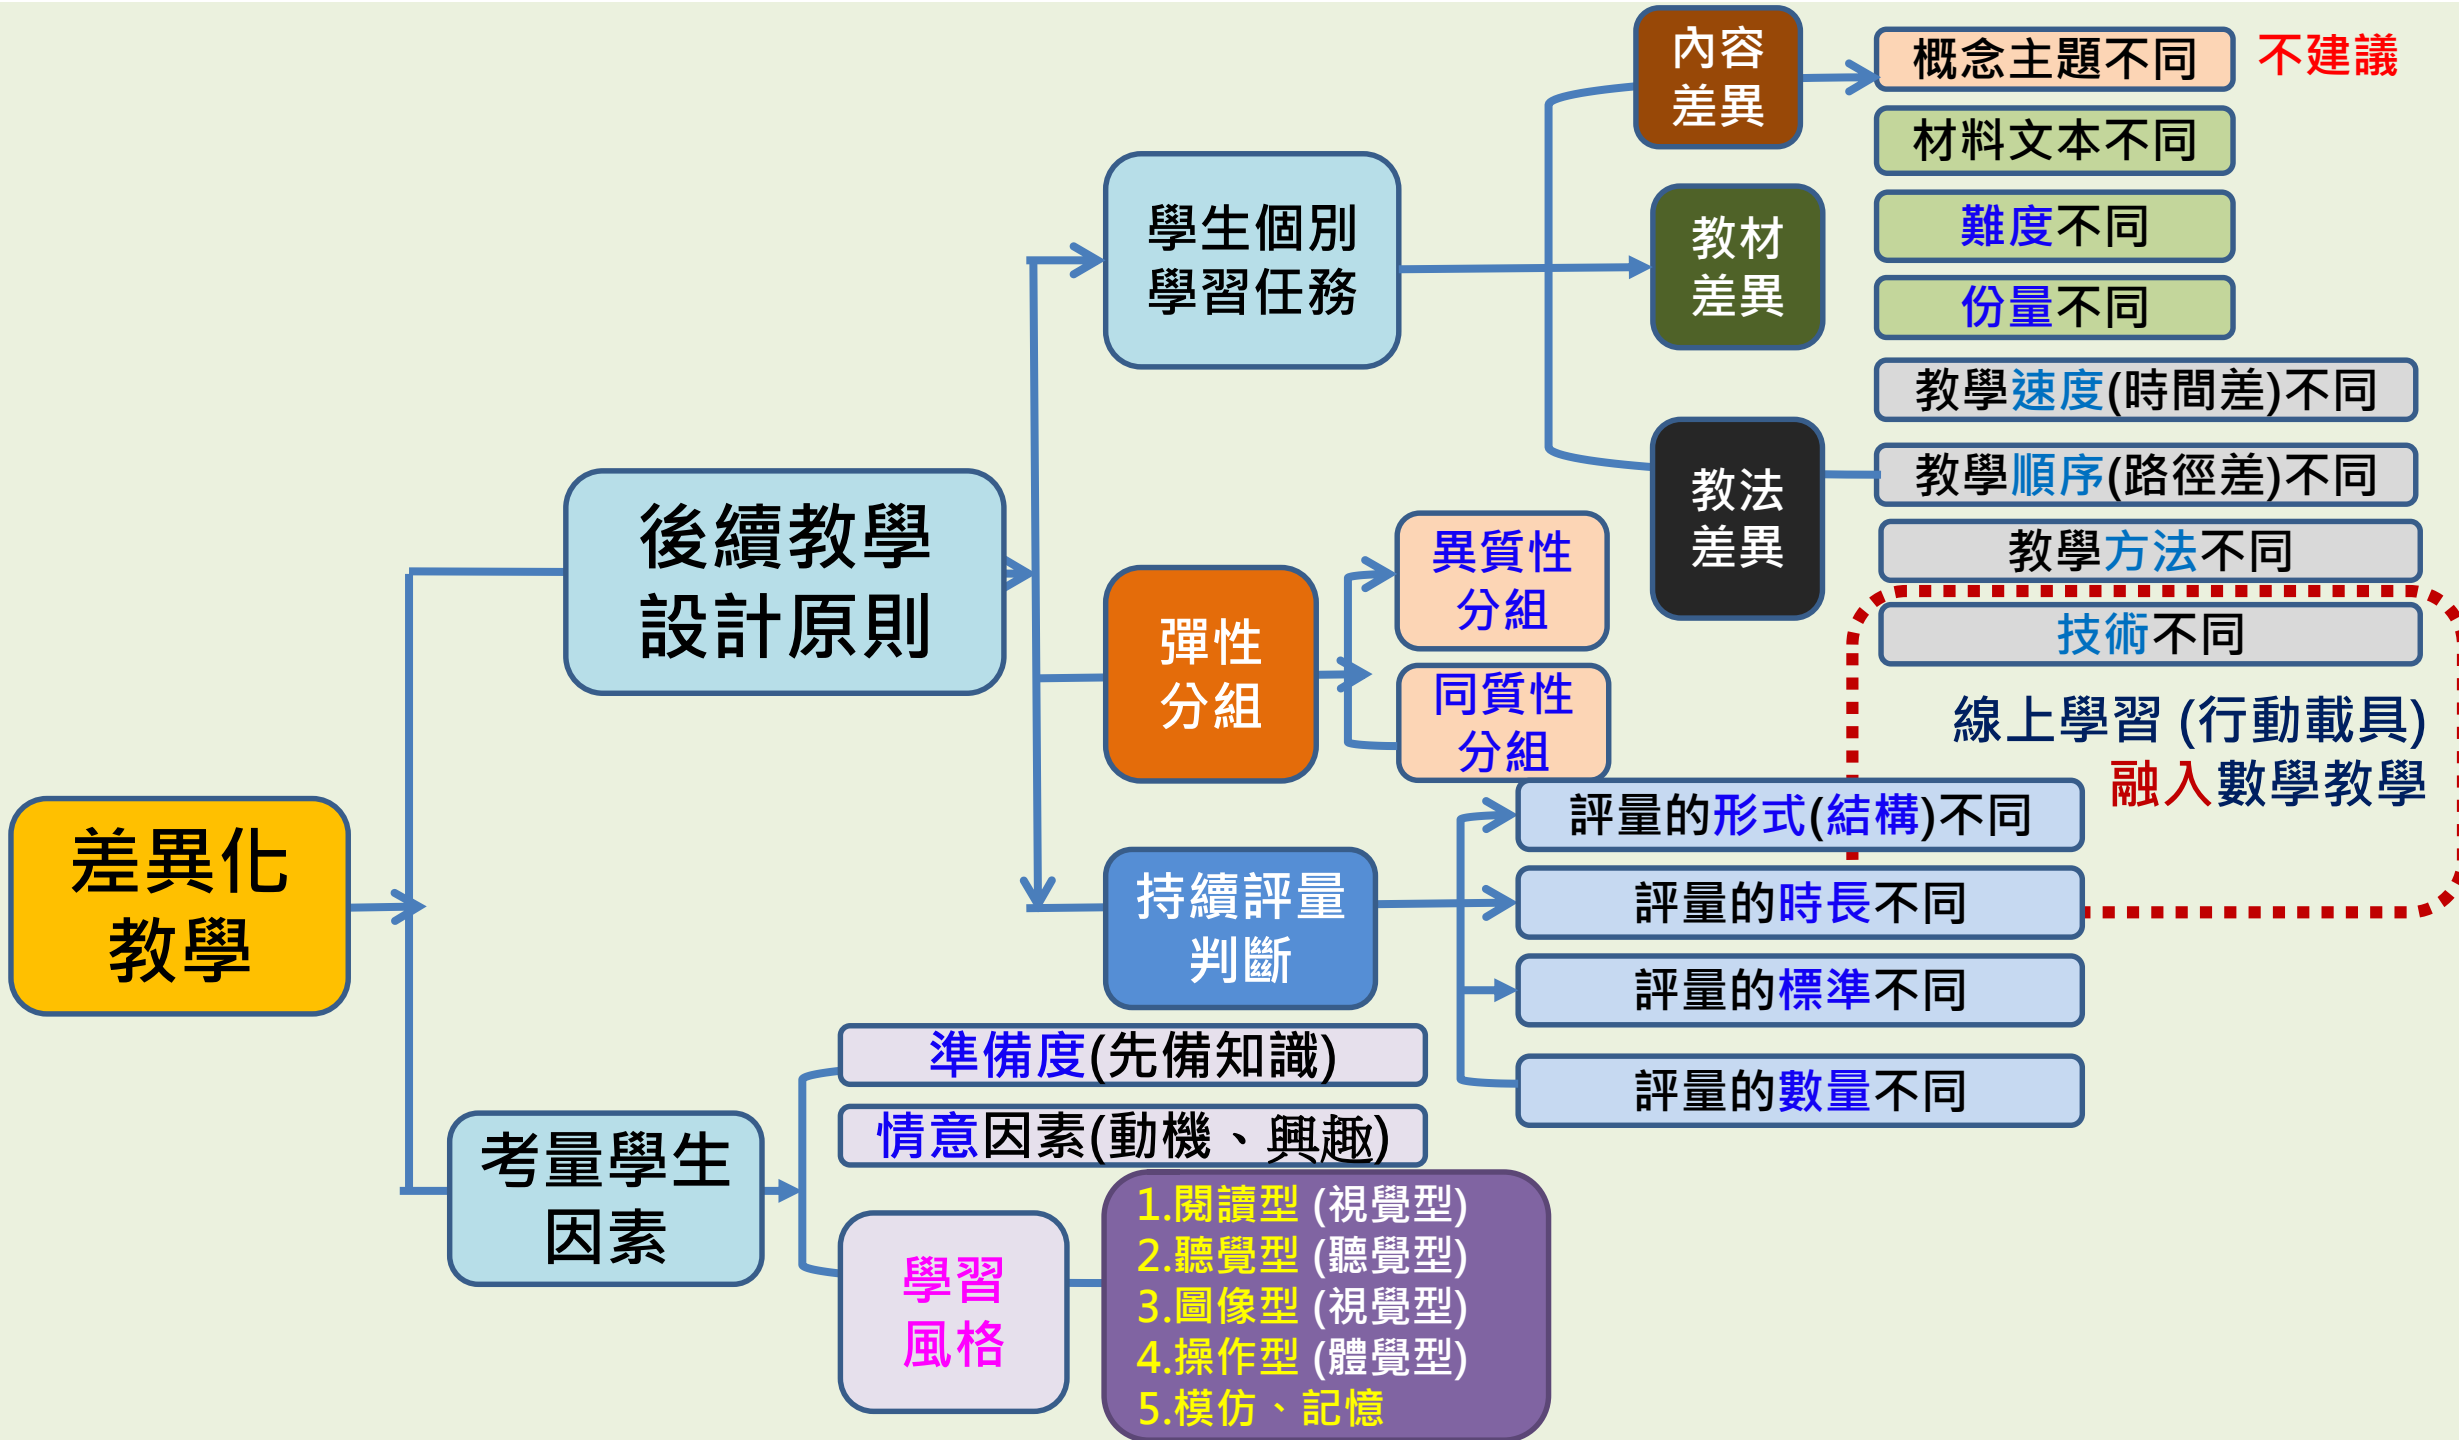 差異化
教學
後續教學
設計原則
學生個別
學習任務
內容
差異
概念主題不同
不建議
教材
差異
材料文本不同
難度不同
份量不同
教法
差異
教學速度(時間差)不同
教學順序(路徑差)不同
教學方法不同
技術不同
線上學習 (行動載具)
融入數學教學
彈性
分組
異質性
分組
同質性
分組
持續評量
判斷
評量的形式(結構)不同
評量的時長不同
評量的標準不同
評量的數量不同
考量學生
因素
準備度(先備知識)
情意因素(動機、興趣)
學習
風格
1.閱讀型 (視覺型)
2.聽覺型 (聽覺型)
3.圖像型 (視覺型)
4.操作型 (體覺型)
5.模仿、記憶